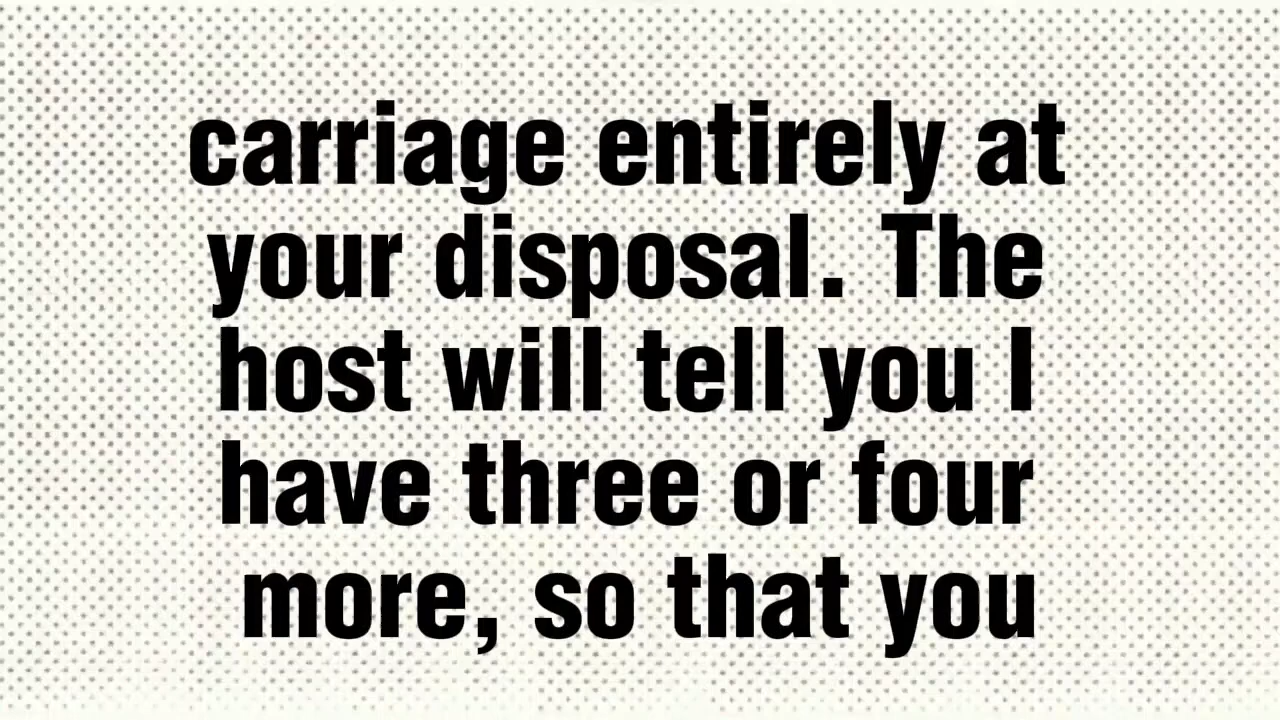 carriage entirely at
your disposal. The
host will tell you I
have three or four
more, so that you